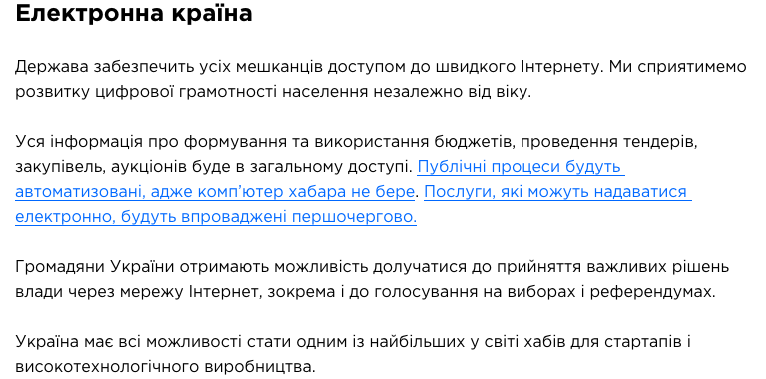 Електронна країна
Держава забезпечить усіх мешканців доступом до швидкого Інтернету. Ми сприятимемо
розвитку цифрової грамотності населення незалежно від віку.
Уся інформація про формування та використання бюджетів, проведення тендерів,
закупівель, аукціонів буде в загальному доступі. Публічні процеси будуть
автоматизовані, адже комп’ютер хабара не бере. Послуги, які можуть надаватися
електронно, будуть впроваджені першочергово.
Громадяни України отримають можливість долучатися до прийняття важливих рішень
влади через мережу Інтернет, зокрема і до голосування на виборах і референдумах.
Україна має всі можливості стати одним із найбільших у світі хабів для стартапів і
високотехнологічного виробництва.